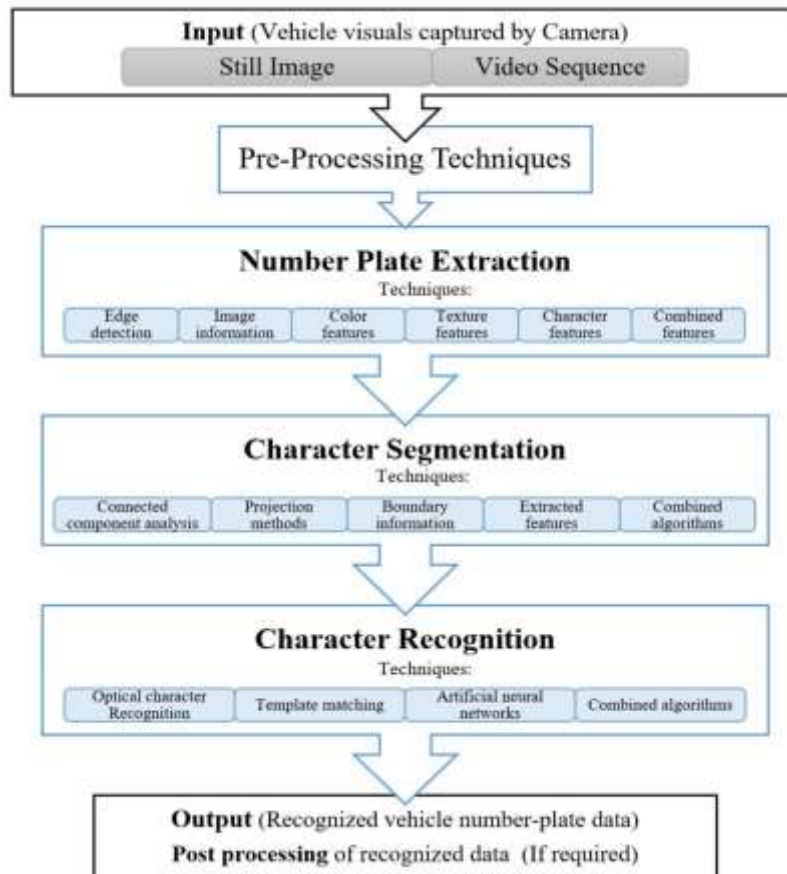 Input (Vehicle visuals captured by Camera)
Still Image
Video Sequence
Pre-Processing Techniques
Number Plate Extraction
Techniques:
Edge
detection
Image
information
Color
features
Texture
features
Character
features
Combined
features
Character Segmentation
Techniques:
Connected
component analysis
Projection
methods
Boundary
information
Extracted
features
Combined
algorithms
Character Recognition
Techniques:
Optical character
Recognition
Template matching
Artificial neural
networks
Combined algorithms
Output (Recognized vehicle number-plate data)
Post processing of recognized data (If required)